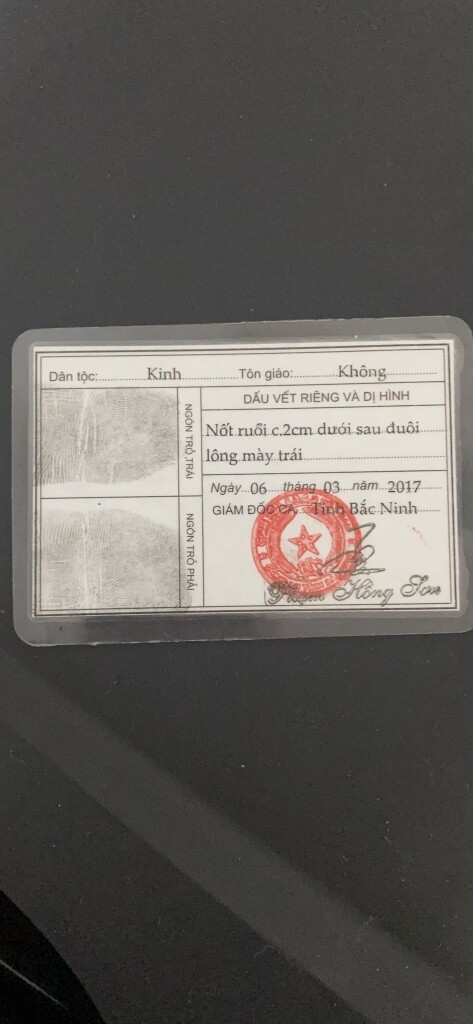 Dân tộc: Kinh Tôn giáo: Không
NGÓN TRỎ TRÁI
NGÓN TRỎ PHẢI
DẤU VẾT RIÊNG VÀ DỊ HÌNH
Nốt ruồi c.2cm dưới sau đuôi
lông mày trái
Ngày 06 tháng 03 năm 2017
GIÁM ĐỐC CA Tỉnh Bắc Ninh
Phạm Hồng Sơn